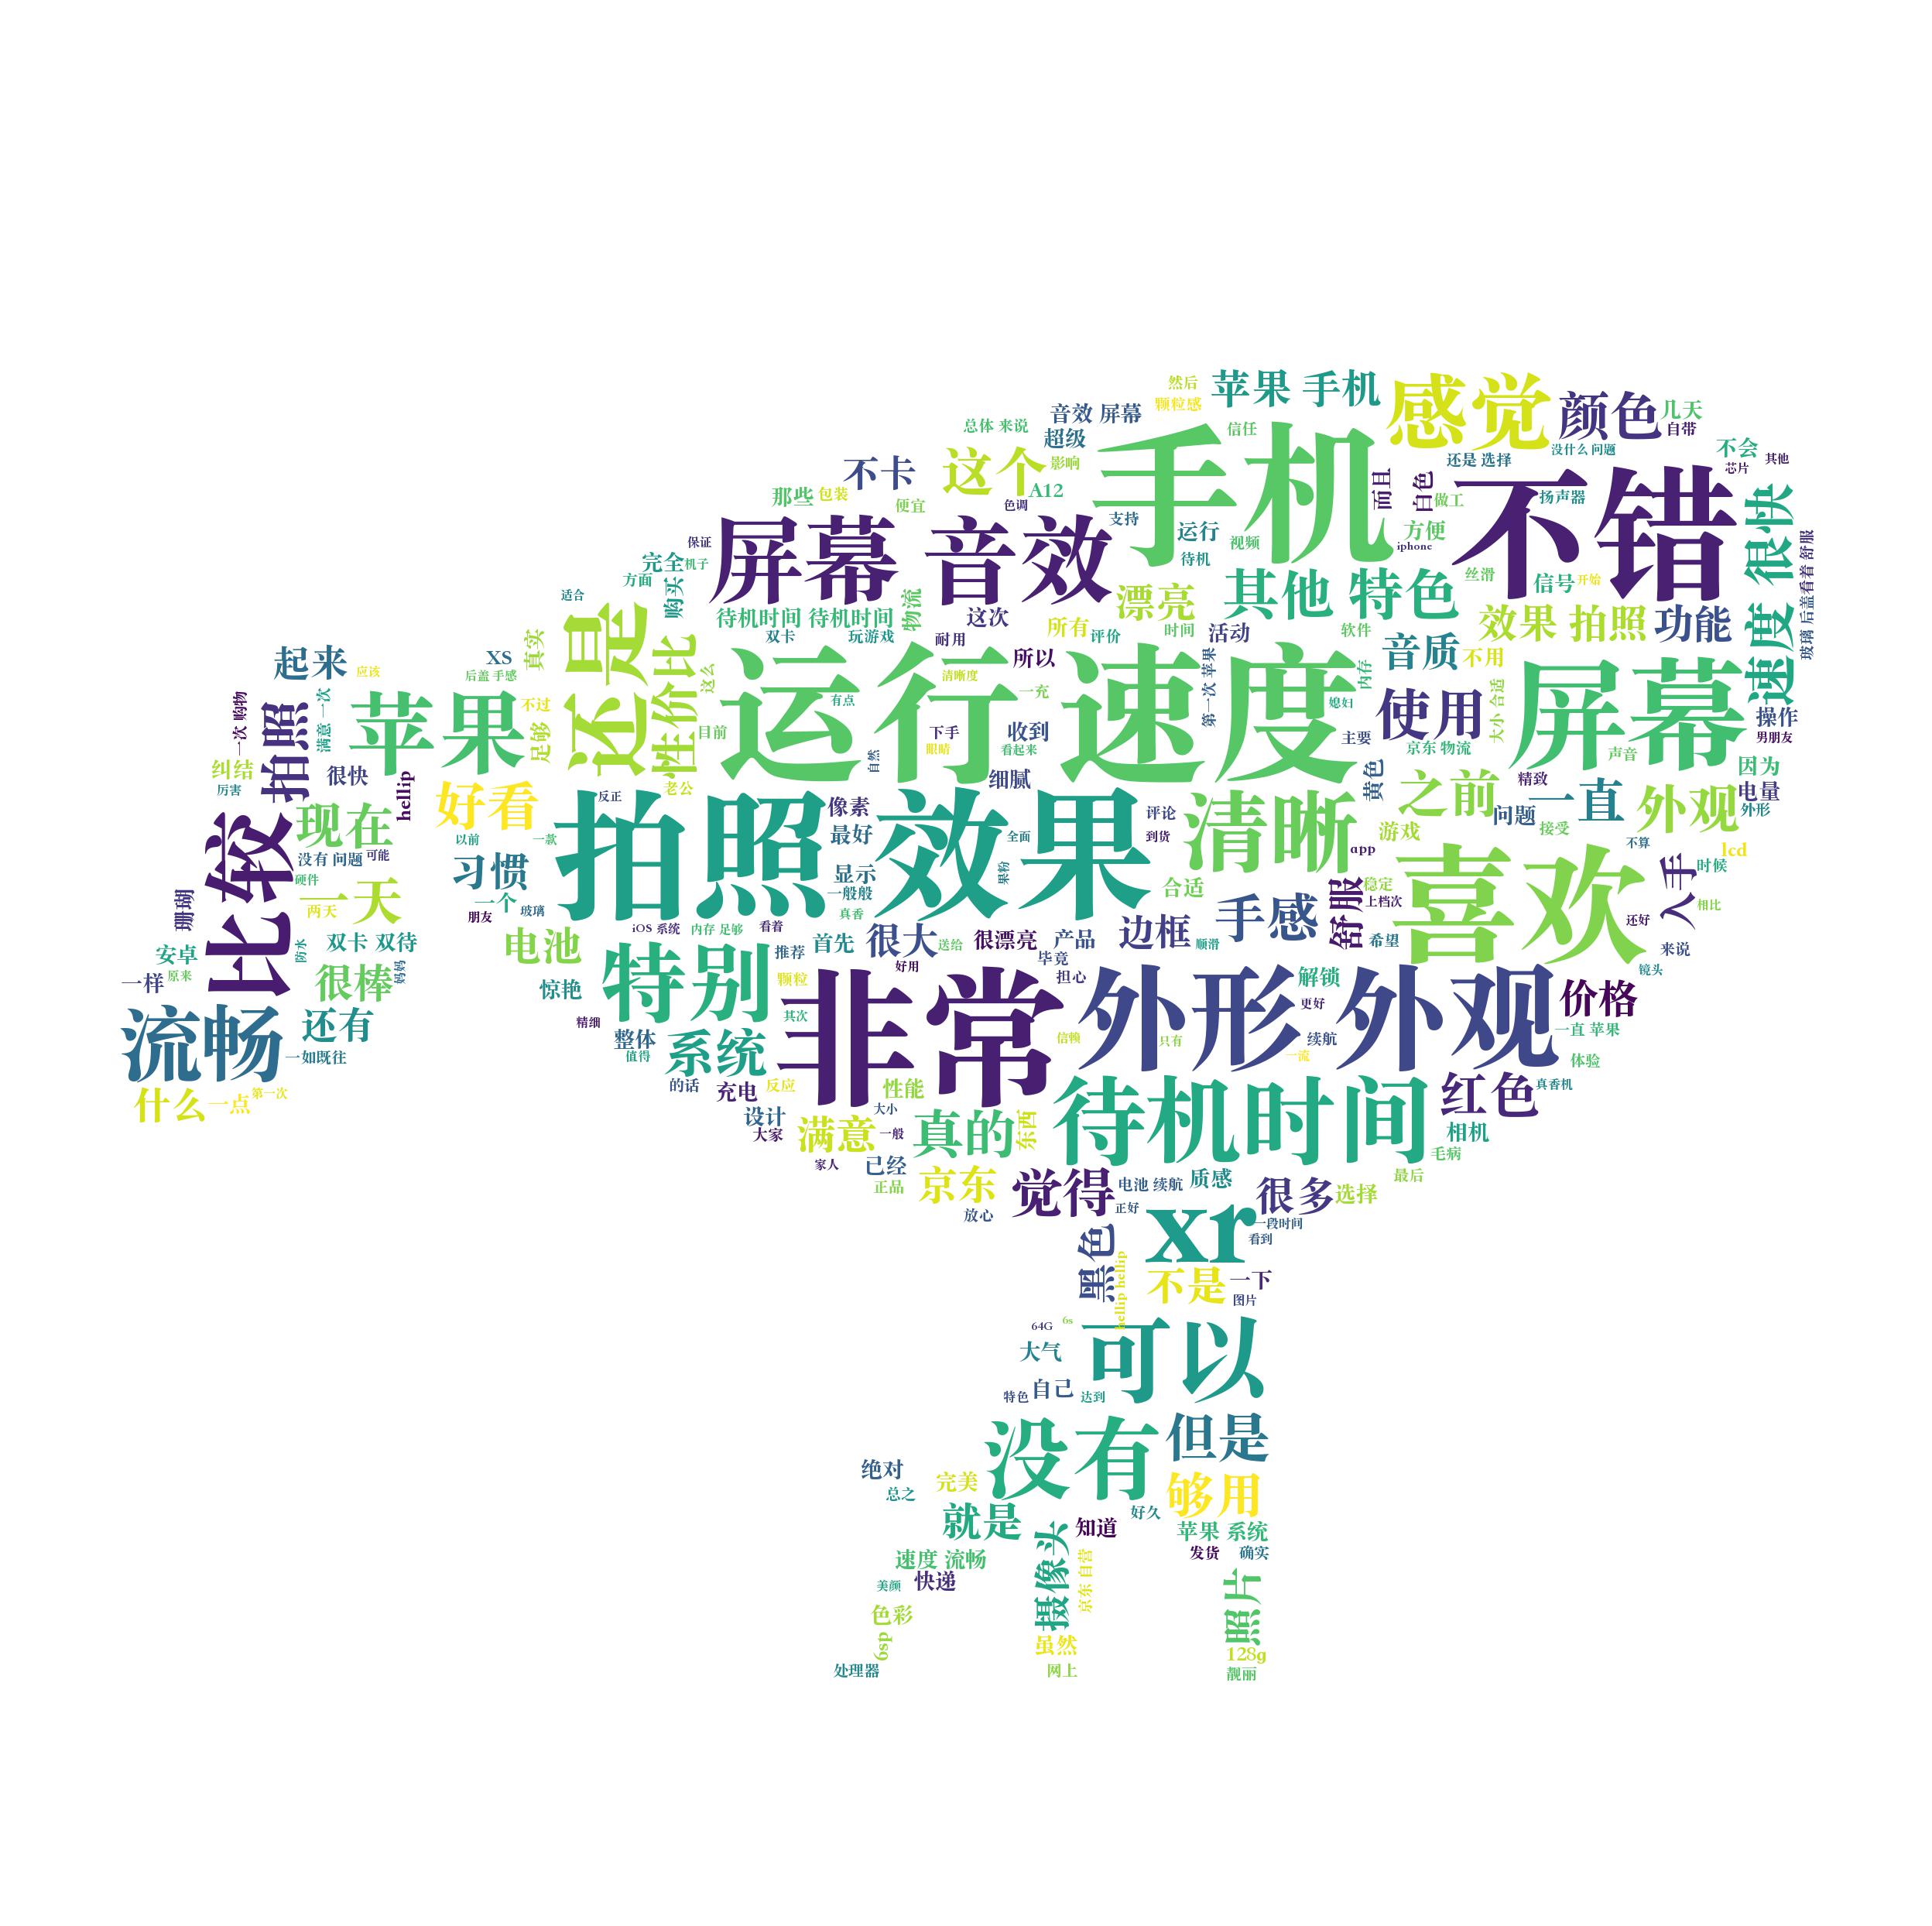 然后
苹果 手机
感觉
颜色
几天
自带
颗粒感
音效 屏幕
超级
总体 来说
信任
没什么 问题
不会
芯片
其他
不卡
这个
影响
手机
还是 选择
而且
白色
做工
扬声器
不错
很快
那些
包装
便宜
A12
色调
支持
运行
视频
方便
iphone
待机
屏幕 音效
保证
完全
机子
方面
购买
适合
漂亮
其他 特色
丝滑
信号
开始
效果 拍照
功能
速度
玻璃 后盖
看着 舒服
待机时间 待机时间
物流
这次
所有
评价
时间
活动
软件
双卡
玩游戏
耐用
真实
还是
性价比
音质
不用
起来
应该
XS
后盖 手感
这么
运行 速度
有点
清晰度
所以
一充
第一次 苹果
内存
媳妇
使用
大小 合适
屏幕
操作
男朋友
一次 购物
拍照
满意 一次
苹果
不过
足够
目前
下手
眼睛
收到
看起来
主要
京东 物流
声音
自然
纠结
厉害
很快
hellip
好看
老公
反正
细腻
黄色
之前
精致
一直
因为
电量
外形
外观
比较
现在
以前
一款
拍照 效果
像素
最好
全面
评论
到货
清晰
游戏
问题
接受
app
不算
lcd
没有 问题
可能
硬件
习惯
显示
一般般
果粉
合适
喜欢
入手
时候
珊瑚
一天
两天
一个
朋友
玻璃
真香
手感
舒服
稳定
上档次
希望
还好
相比
来说
安卓
防水
双卡 双待
妈妈
电池
iOS 系统
内存 足够
看着
推荐
首先
很大
送给
好用
很漂亮
产品
毕竟
担心
边框
顺滑
一样
原来
很棒
惊艳
特别
颗粒
其次
非常
外形 外观
解锁
更好
续航
价格
镜头
流畅
还有
一如既往
精细
整体
值得
系统
信赖
只有
一流
一直 苹果
体验
什么
一点
第一次
的话
充电
反应
性能
待机时间
红色
真香机
设计
大家
满意
大小
一般
真的
东西
相机
毛病
家人
已经
正品
京东
觉得
电池 续航
质感
很多
选择
最后
放心
正好
xr
一段时间
看到
黑色
hellip hellip
不是
一下
图片
64G
6s
大气
可以
特色
自己
达到
没有
但是
绝对
总之
完美
够用
就是
好久
知道
苹果 系统
发货
确实
速度 流畅
美颜
快递
摄像头
京东 自营
照片
色彩
6sp
虽然
128g
处理器
网上
靓丽